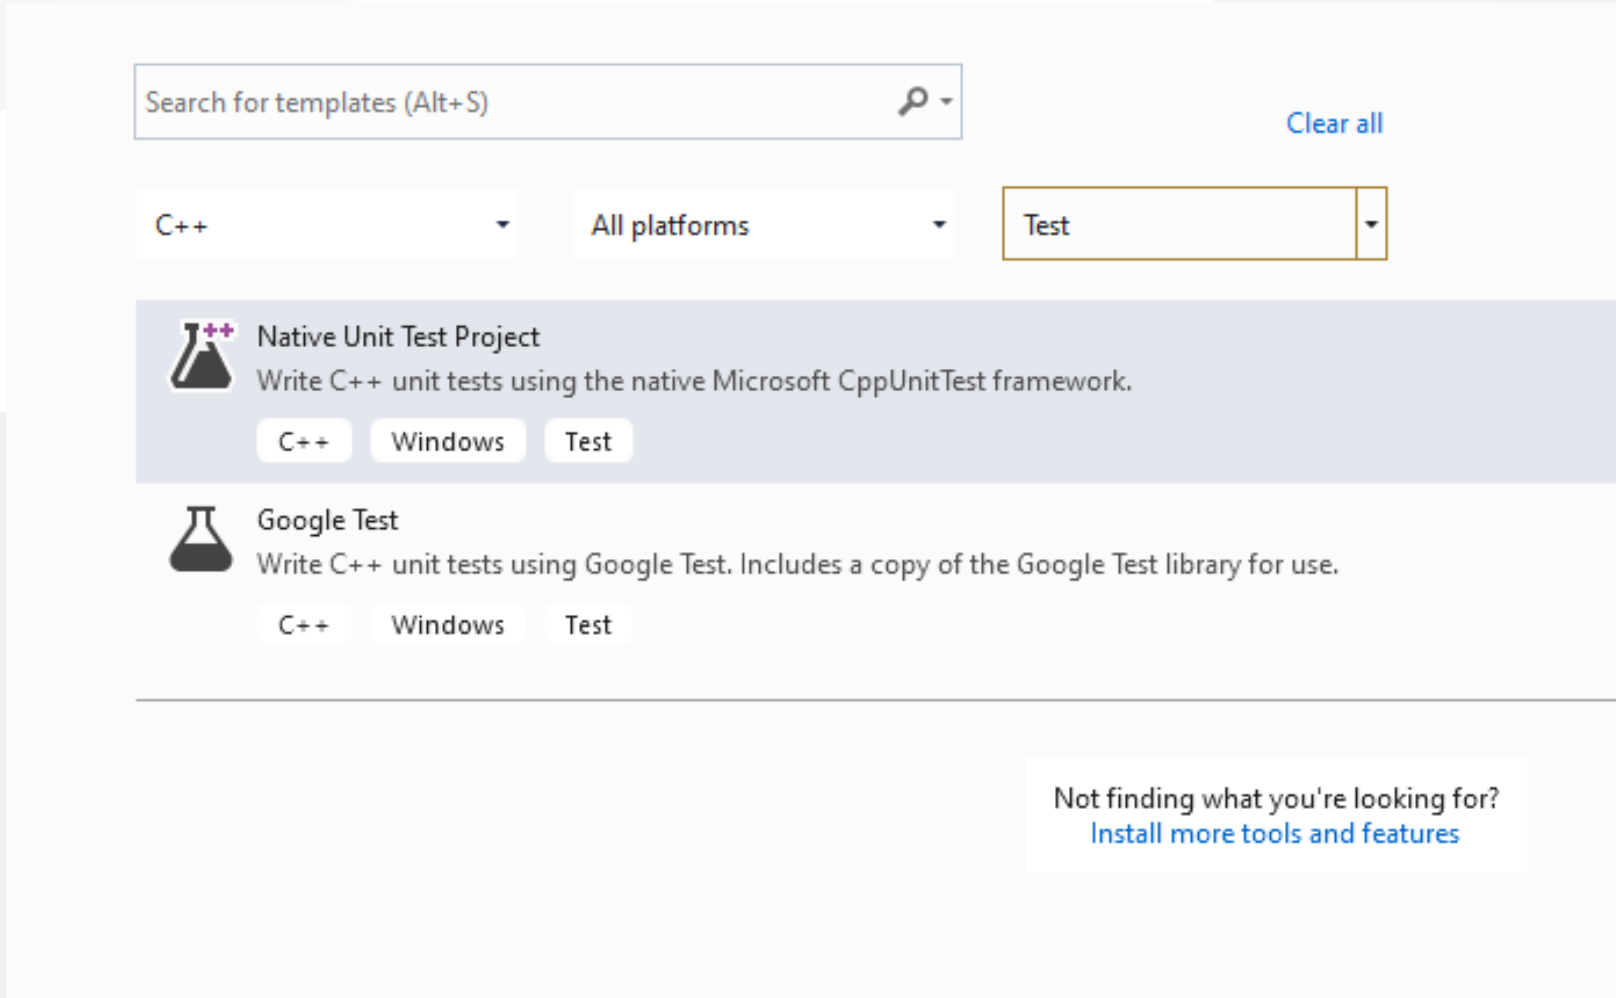 Search for templates (Alt+S)
Clear all
C++
All platforms
Test
Native Unit Test Project
Write C++ unit tests using the native Microsoft CppUnitTest framework.
C++ Windows Test
Google Test
Write C++ unit tests using Google Test. Includes a copy of the Google Test library for use.
C++ Windows Test
Not finding what you're looking for?
Install more tools and features